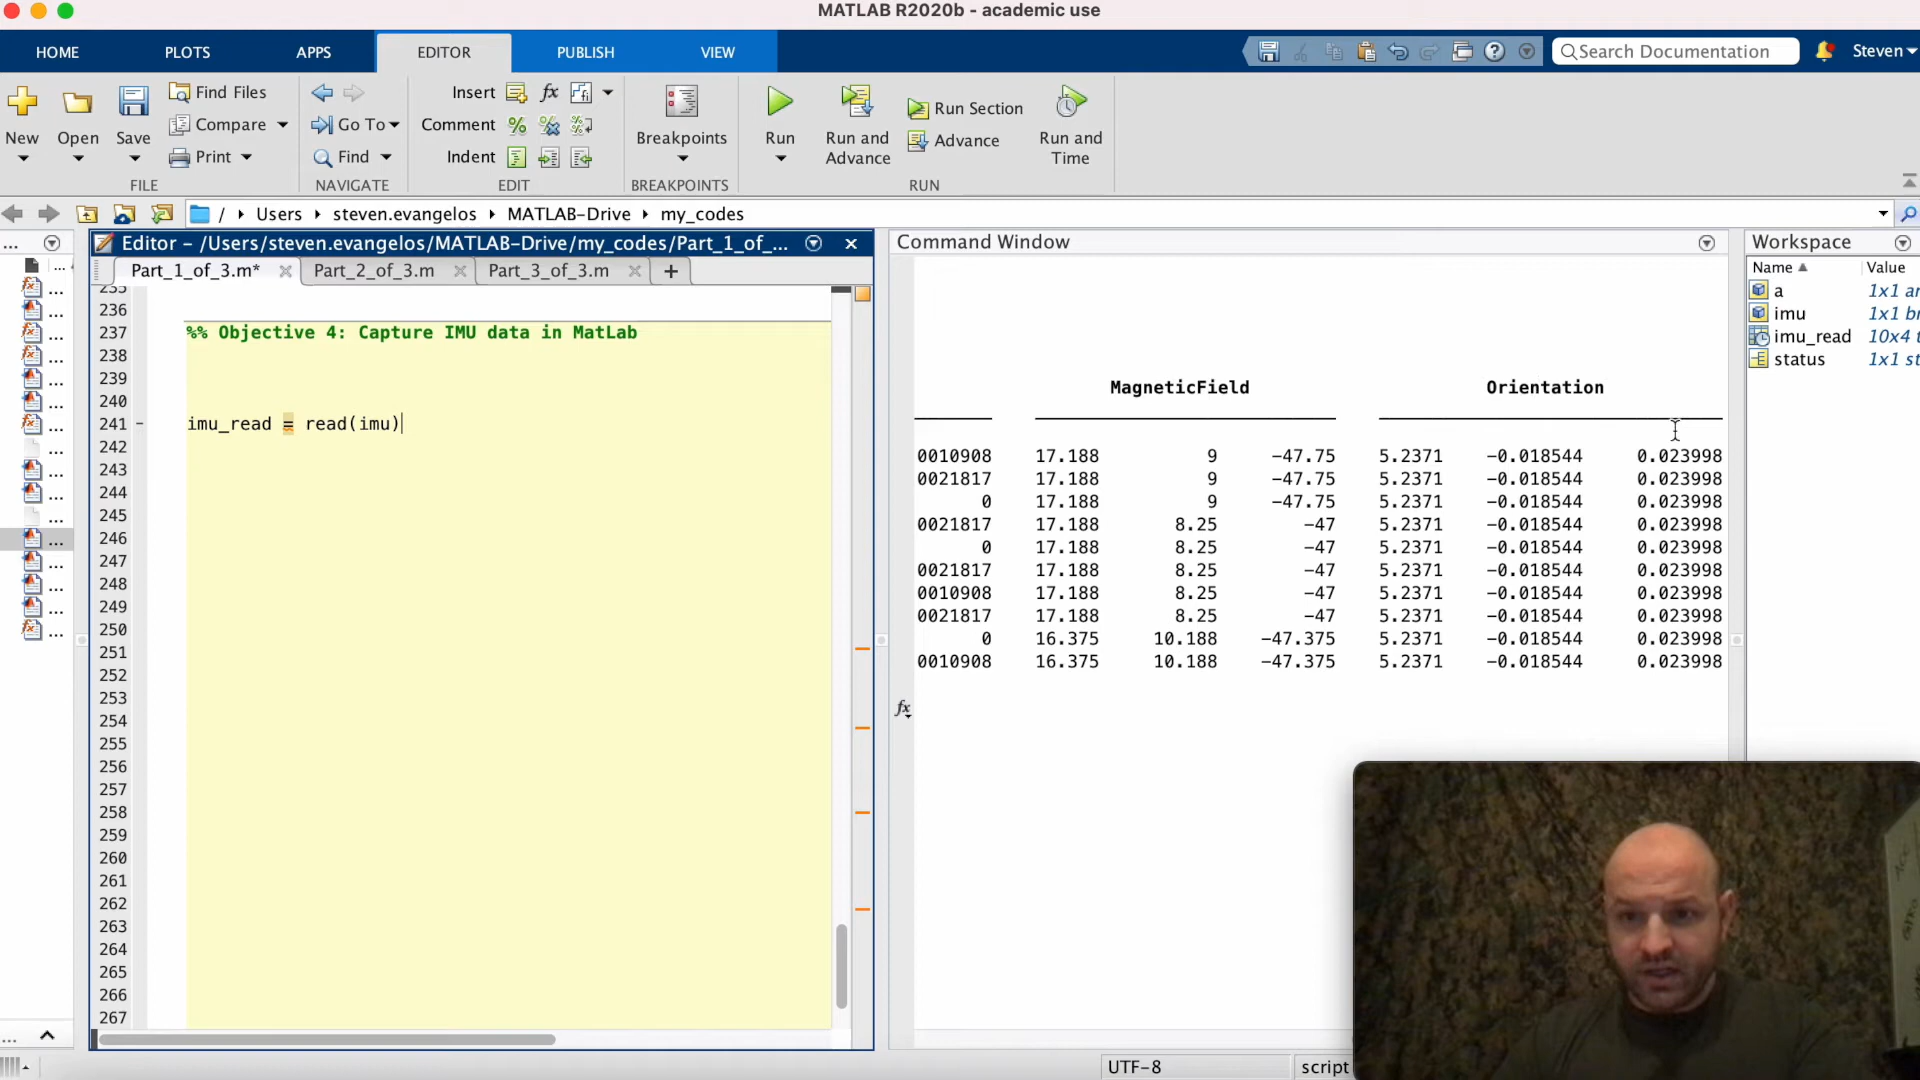 MATLAB R2020b - academic use
HOME PLOTS APPS EDITOR PUBLISH VIEW Search Documentation Steven
New Open Save Find Files Compare Print Go To Find Insert Comment Indent Breakpoints Run Run and Advance Run Section Advance Run and Time
FILE NAVIGATE EDIT BREAKPOINTS RUN
/ Users steven.evangelos MATLAB-Drive my_codes
Editor - /Users/steven.evangelos/MATLAB-Drive/my_codes/Part_1_of_...
Part_1_of_3.m* Part_2_of_3.m Part_3_of_3.m +
235
236
237 %% Objective 4: Capture IMU data in MatLab
238
239
240
241 - imu_read = read(imu)
242
243
244
245
246
247
248
249
250
251
252
253
254
255
256
257
258
259
260
261
262
263
264
265
266
267
Command Window
MagneticField Orientation
0010908 17.188 9 -47.75 5.2371 -0.018544 0.023998
0021817 17.188 9 -47.75 5.2371 -0.018544 0.023998
0 17.188 9 -47.75 5.2371 -0.018544 0.023998
0021817 17.188 8.25 -47 5.2371 -0.018544 0.023998
0 17.188 8.25 -47 5.2371 -0.018544 0.023998
0021817 17.188 8.25 -47 5.2371 -0.018544 0.023998
0010908 17.188 8.25 -47 5.2371 -0.018544 0.023998
0021817 17.188 8.25 -47 5.2371 -0.018544 0.023998
0 16.375 10.188 -47.375 5.2371 -0.018544 0.023998
0010908 16.375 10.188 -47.375 5.2371 -0.018544 0.023998
fx
Workspace
Name Value
a 1x1 ar
imu 1x1 br
imu_read 10x4 t
status 1x1 st
UTF-8 script